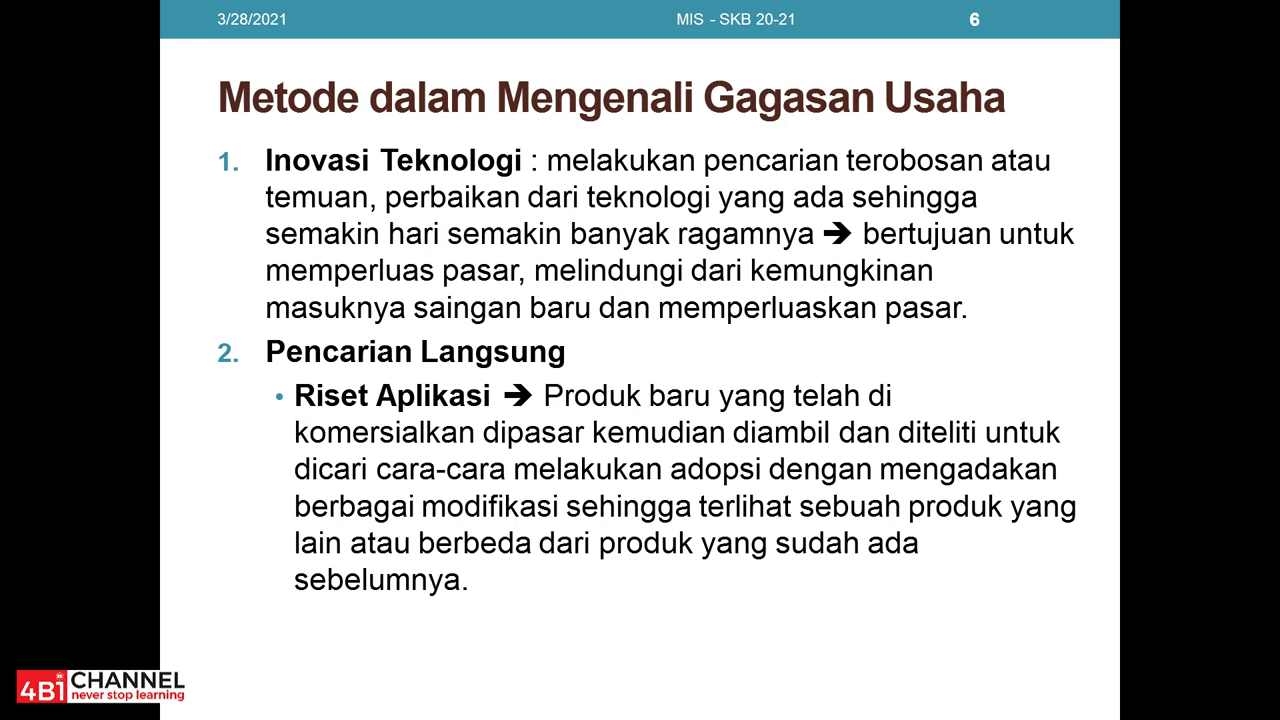 3/28/2021 MIS - SKB 20-21 6
Metode dalam Mengenali Gagasan Usaha
1. Inovasi Teknologi : melakukan pencarian terobosan atau
temuan, perbaikan dari teknologi yang ada sehingga
semakin hari semakin banyak ragamnya ➔ bertujuan untuk
memperluas pasar, melindungi dari kemungkinan
masuknya saingan baru dan memperluaskan pasar.
2. Pencarian Langsung
• Riset Aplikasi ➔ Produk baru yang telah di
komersialkan dipasar kemudian diambil dan diteliti untuk
dicari cara-cara melakukan adopsi dengan mengadakan
berbagai modifikasi sehingga terlihat sebuah produk yang
lain atau berbeda dari produk yang sudah ada
sebelumnya.
4Bi CHANNEL
never stop learning